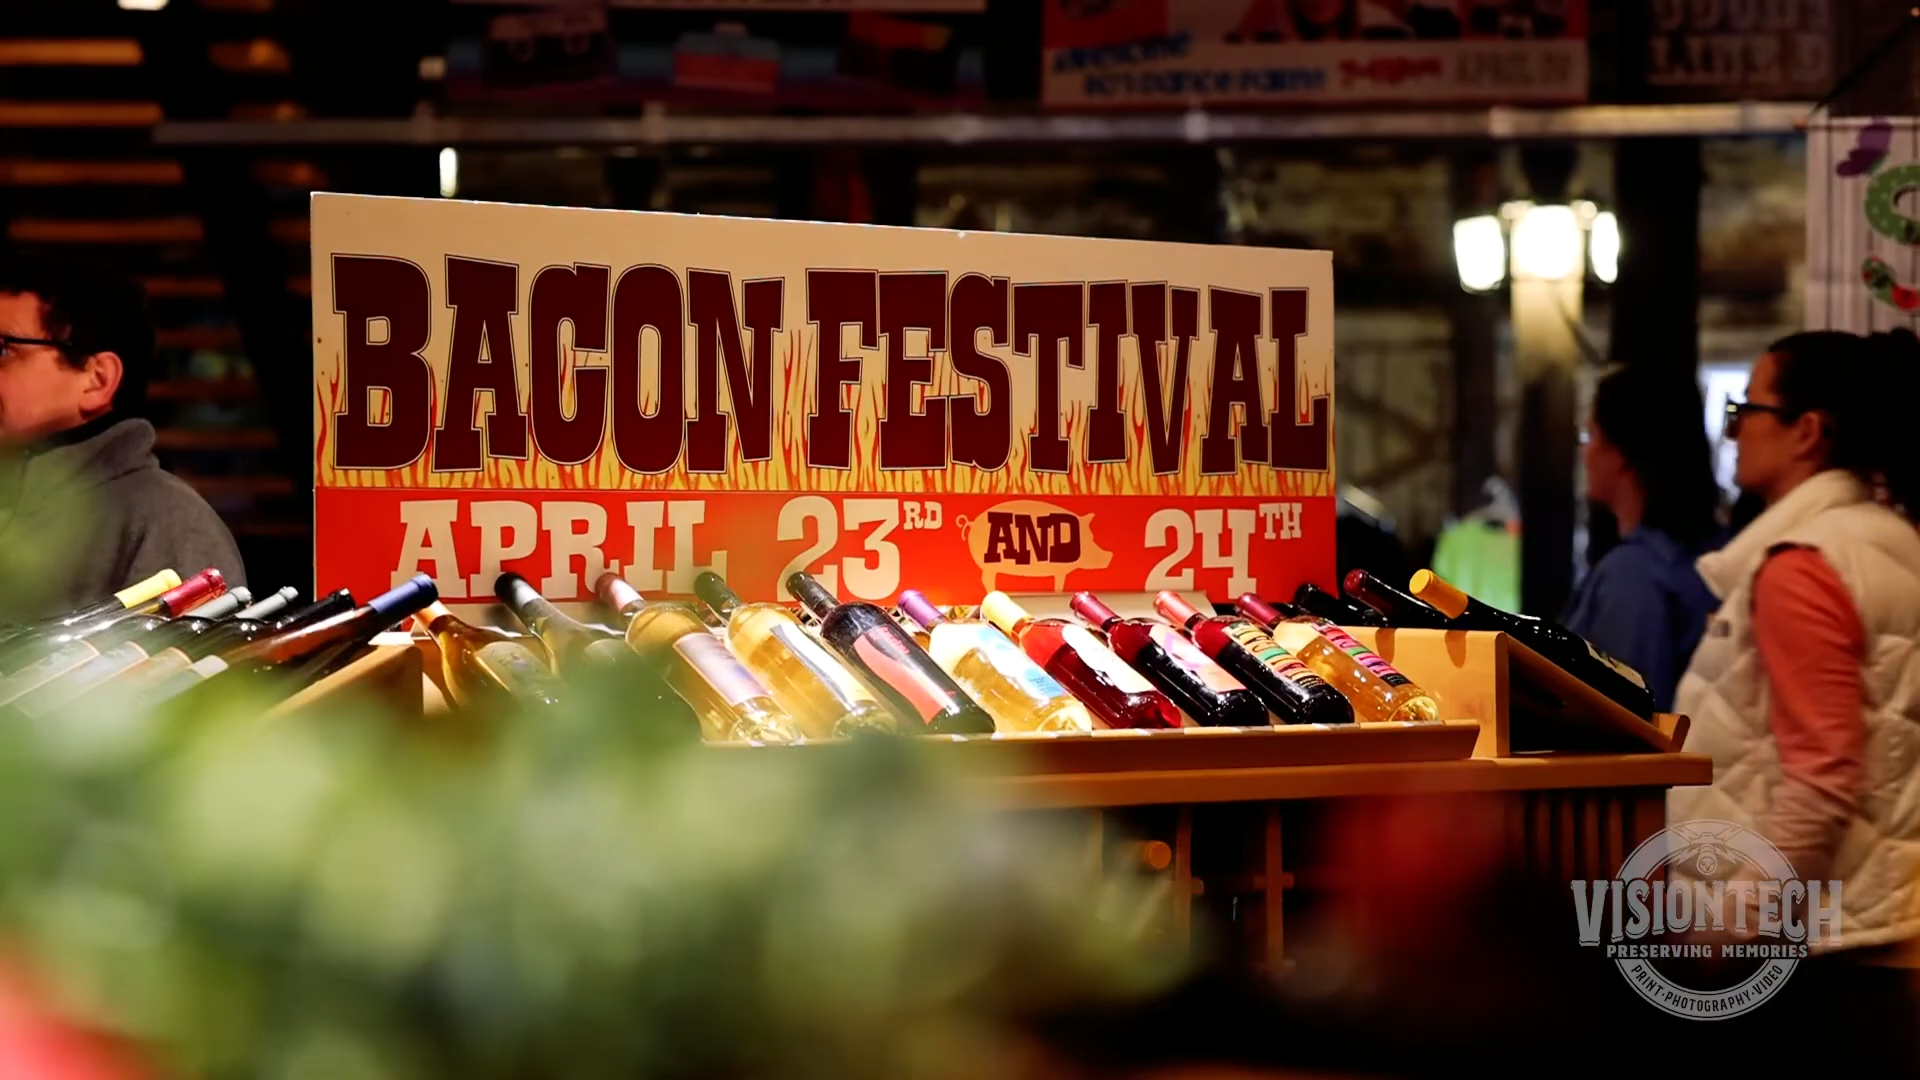 BACON FESTIVAL
APRIL 23RD AND 24TH
VISIONTECH
PRESERVING MEMORIES
PRINT·PHOTOGRAPHY·VIDEO